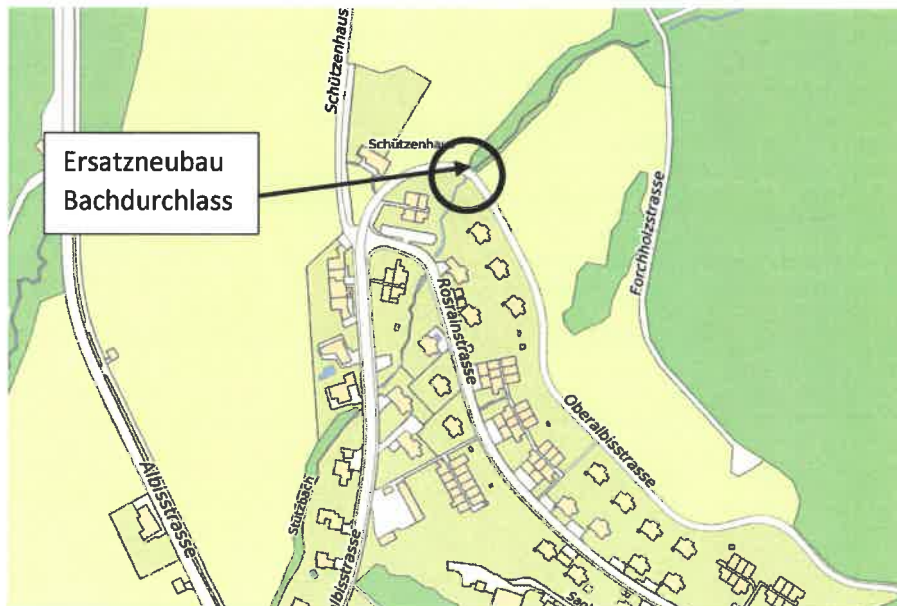 Schützenhaus
Schützenhaus
Ersatzneubau
Bachdurchlass
Forchholzstrasse
Rösrainstrasse
Oberalbisstrasse
Albisstrasse
Stützbach
albisstrasse